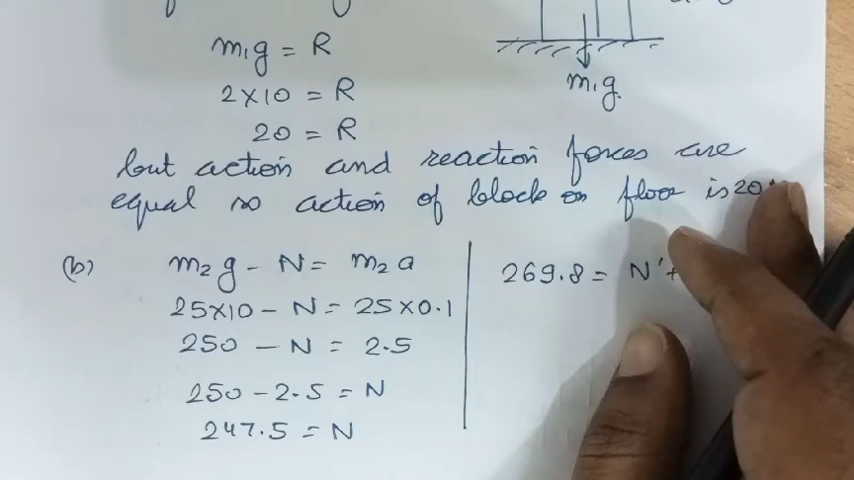 m₁g = R
m₁g.
2×10 = R
20 = R
but action and reaction forces are
equal so action of block on floor is 20
(b)
m₂g - N = m₂a
25×10 - N = 25×0.1
250 - N = 2.5
250 - 2.5 = N
247.5 = N
269.8 = N'+